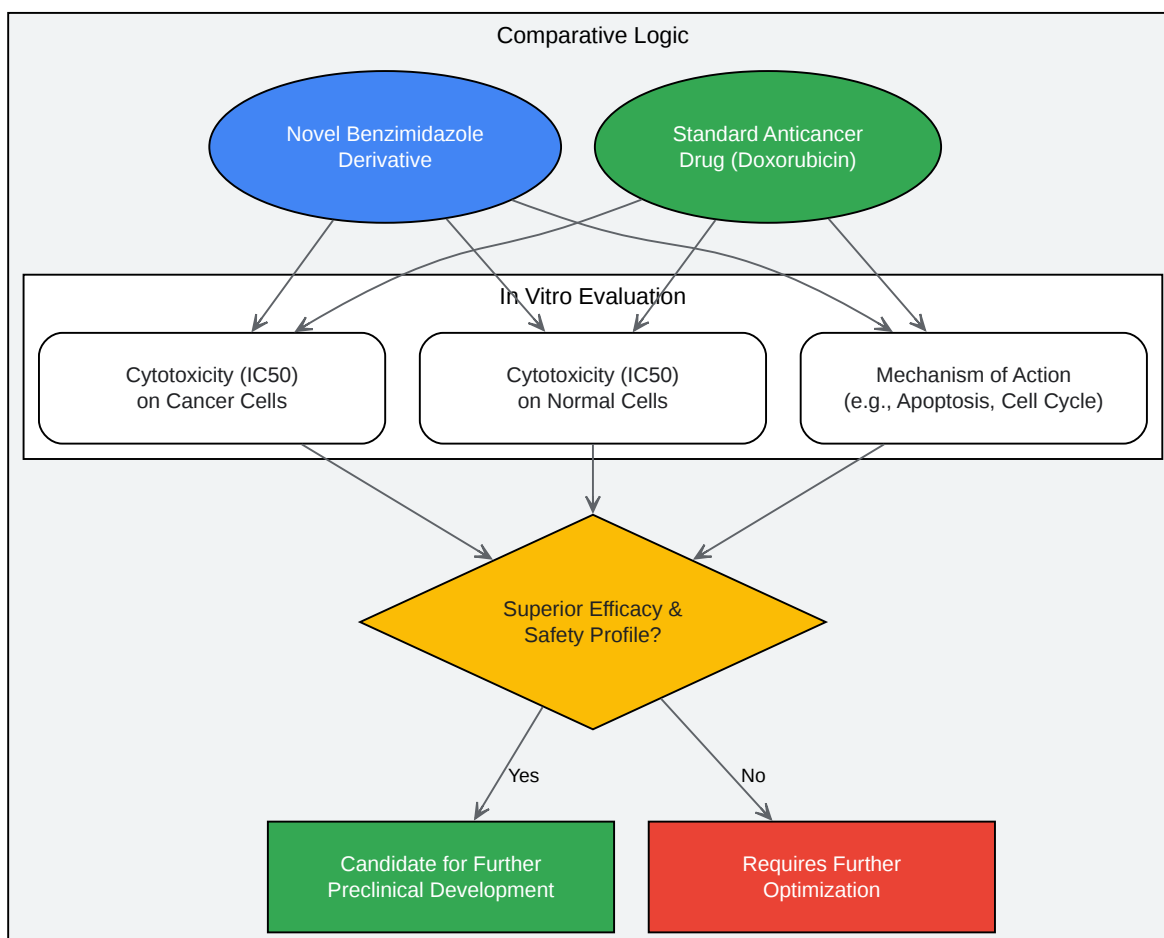 Comparative Logic
Novel Benzimidazole
Derivative
Standard Anticancer
Drug (Doxorubicin)
In Vitro Evaluation
Cytotoxicity (IC50)
on Cancer Cells
Cytotoxicity (IC50)
on Normal Cells
Mechanism of Action
(e.g., Apoptosis, Cell Cycle)
Superior Efficacy &
Safety Profile?
Yes
No
Candidate for Further
Preclinical Development
Requires Further
Optimization